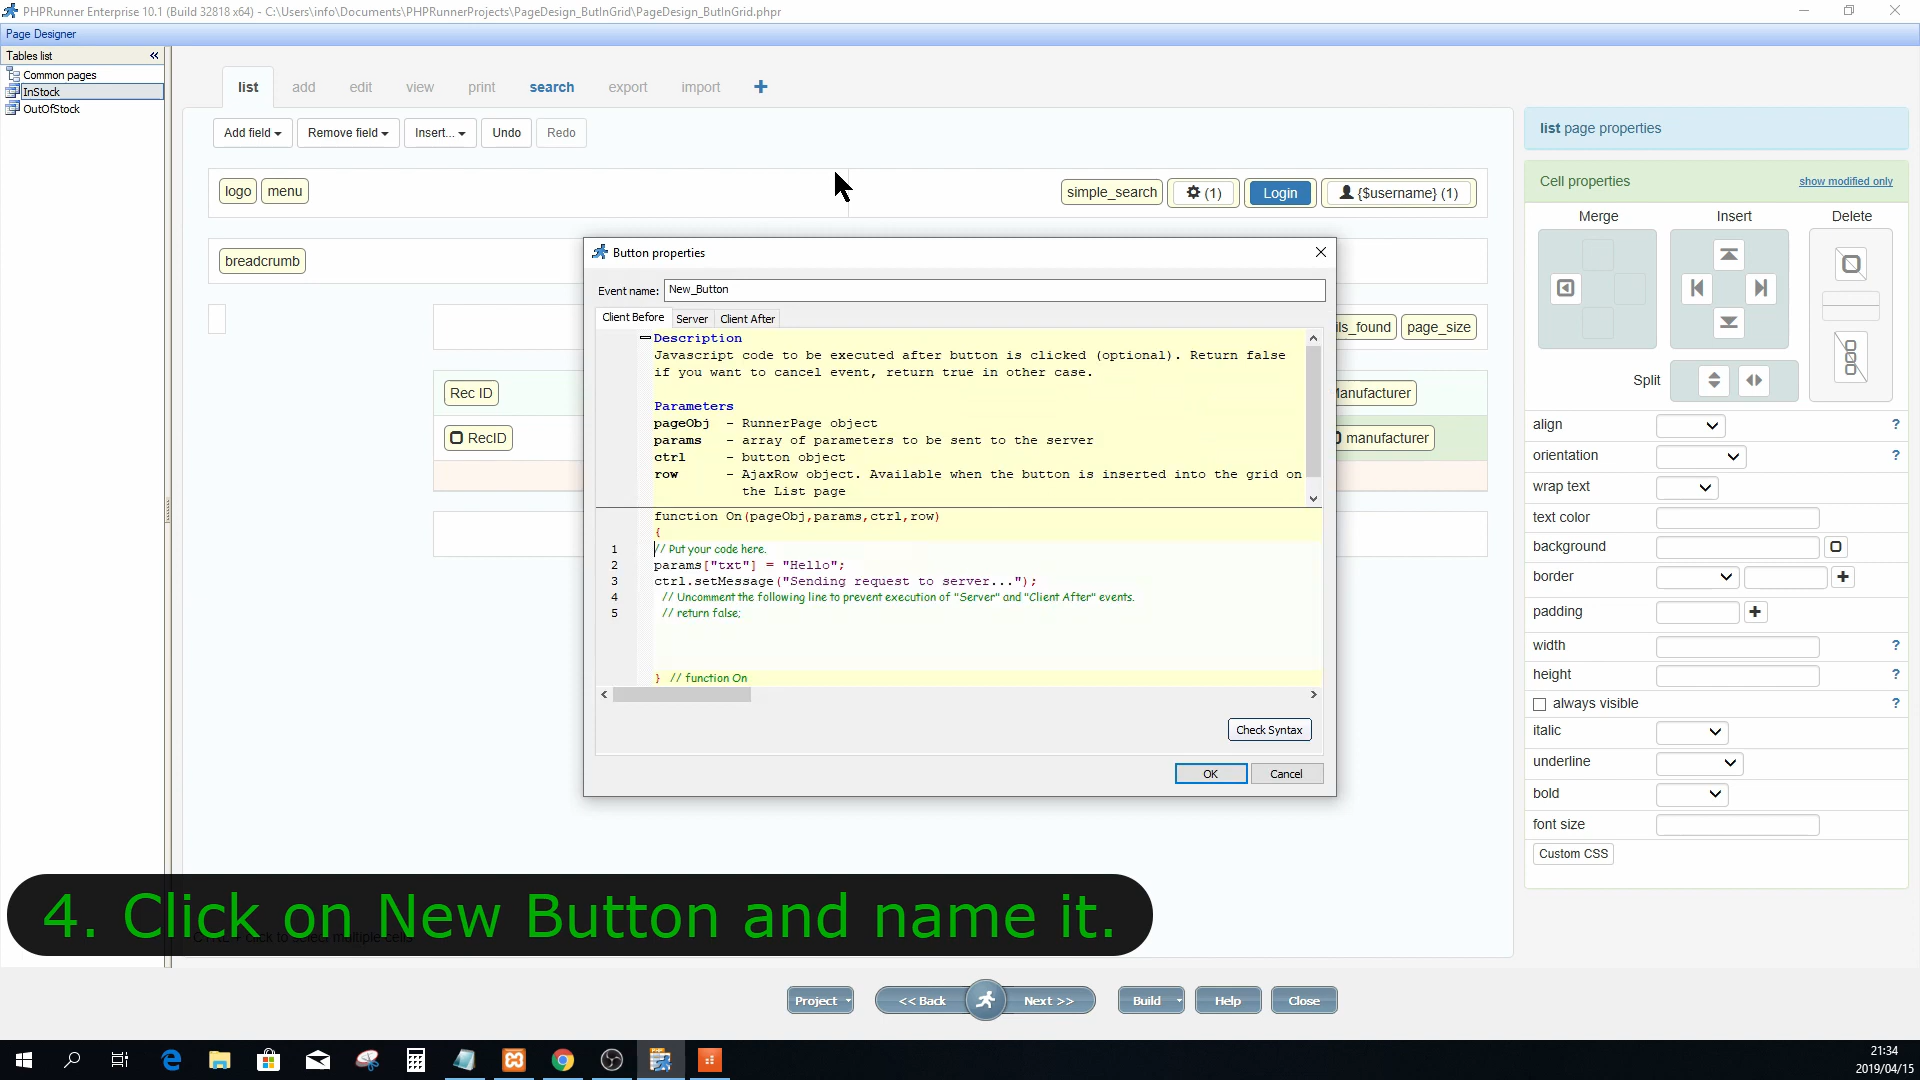 PHPRunner Enterprise 10.1 (Build 32818 x64) - C:\Users\info\Documents\PHPRunnerProjects\PageDesign_ButInGrid\PageDesign_ButInGrid.phpr
Page Designer
Tables list
Common pages
InStock
OutOfStock
list add edit view print search export import
Add field Remove field Insert... Undo Redo
logo menu
simple_search (1) Login {$username} (1)
breadcrumb
ils_found page_size
Rec ID
Manufacturer
RecID
manufacturer
Button properties
Event name: New_Button
Client Before Server Client After
Description
Javascript code to be executed after button is clicked (optional). Return false
if you want to cancel event, return true in other case.
Parameters
pageObj - RunnerPage object
params - array of parameters to be sent to the server
ctrl - button object
row - AjaxRow object. Available when the button is inserted into the grid on
the List page
function On(pageObj,params,ctrl,row)
{
1 // Put your code here.
2 params["txt"] = "Hello";
3 ctrl.setMessage("Sending request to server...");
4 // Uncomment the following line to prevent execution of "Server" and "Client After" events.
5 // return false;
} // function On
Check Syntax
OK Cancel
list page properties
Cell properties show modified only
Merge Insert Delete
Split
align ?
orientation ?
wrap text
text color
background
border
padding
width ?
height ?
always visible ?
italic
underline
bold
font size
Custom CSS
4. Click on New Button and name it.
Project << Back Next >> Build Help Close
21:34
2019/04/15